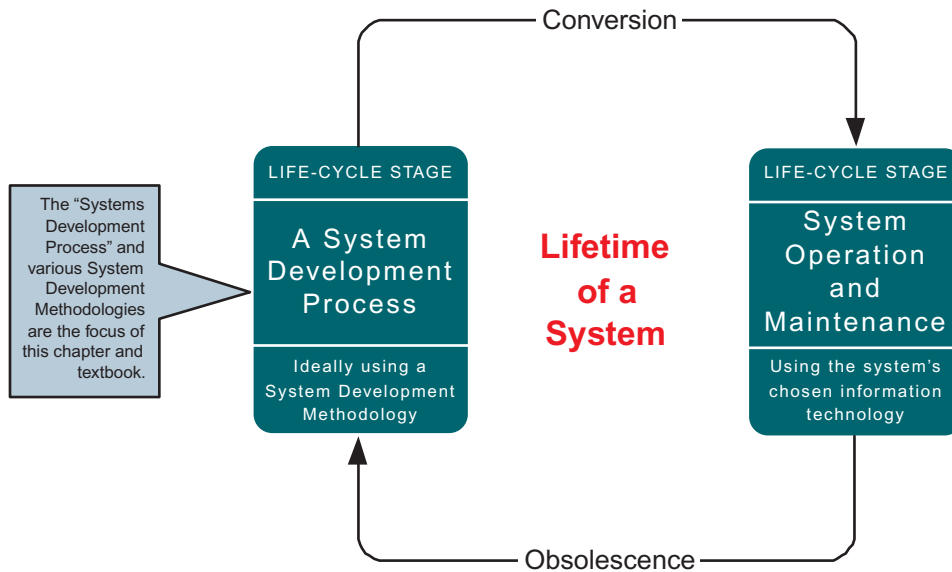 Conversion
LIFE-CYCLE STAGE
A System
Development
Process
Ideally using a
System Development
Methodology
The “Systems
Development
Process” and
various System
Development
Methodologies
are the focus of
this chapter and
textbook.
Lifetime
of a
System
LIFE-CYCLE STAGE
System
Operation
and
Maintenance
Using the system’s
chosen information
technology
Obsolescence